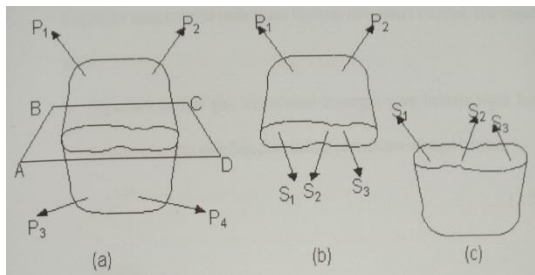 P1 P2 P1 P2
B C
S1 S2 S3
A D
S1 S2 S3
P3 P4
(a) (b) (c)